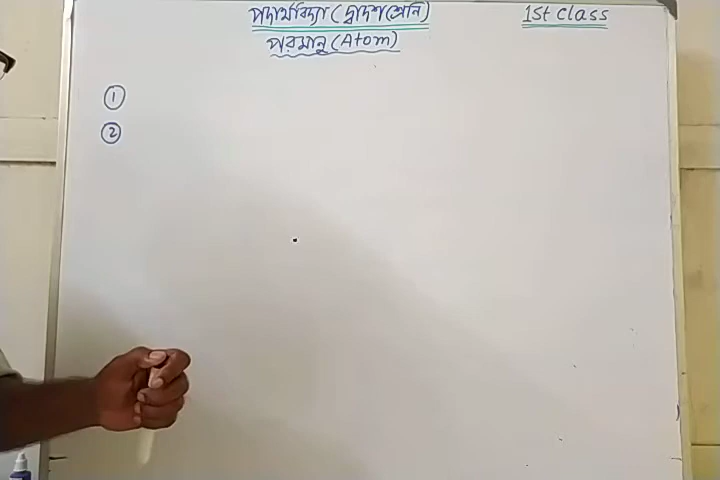 পদার্থবিদ্যা (দ্বাদশ শ্রেনি)
1st class
পরমানু (Atom)
①
②